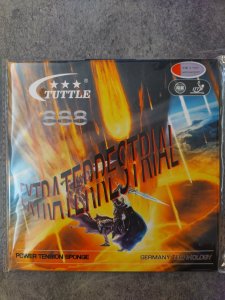 TUTTLE
888
EXTRATERRESTRIAL
POWER TENSION SPONGE
GERMANY TECHNOLOGY